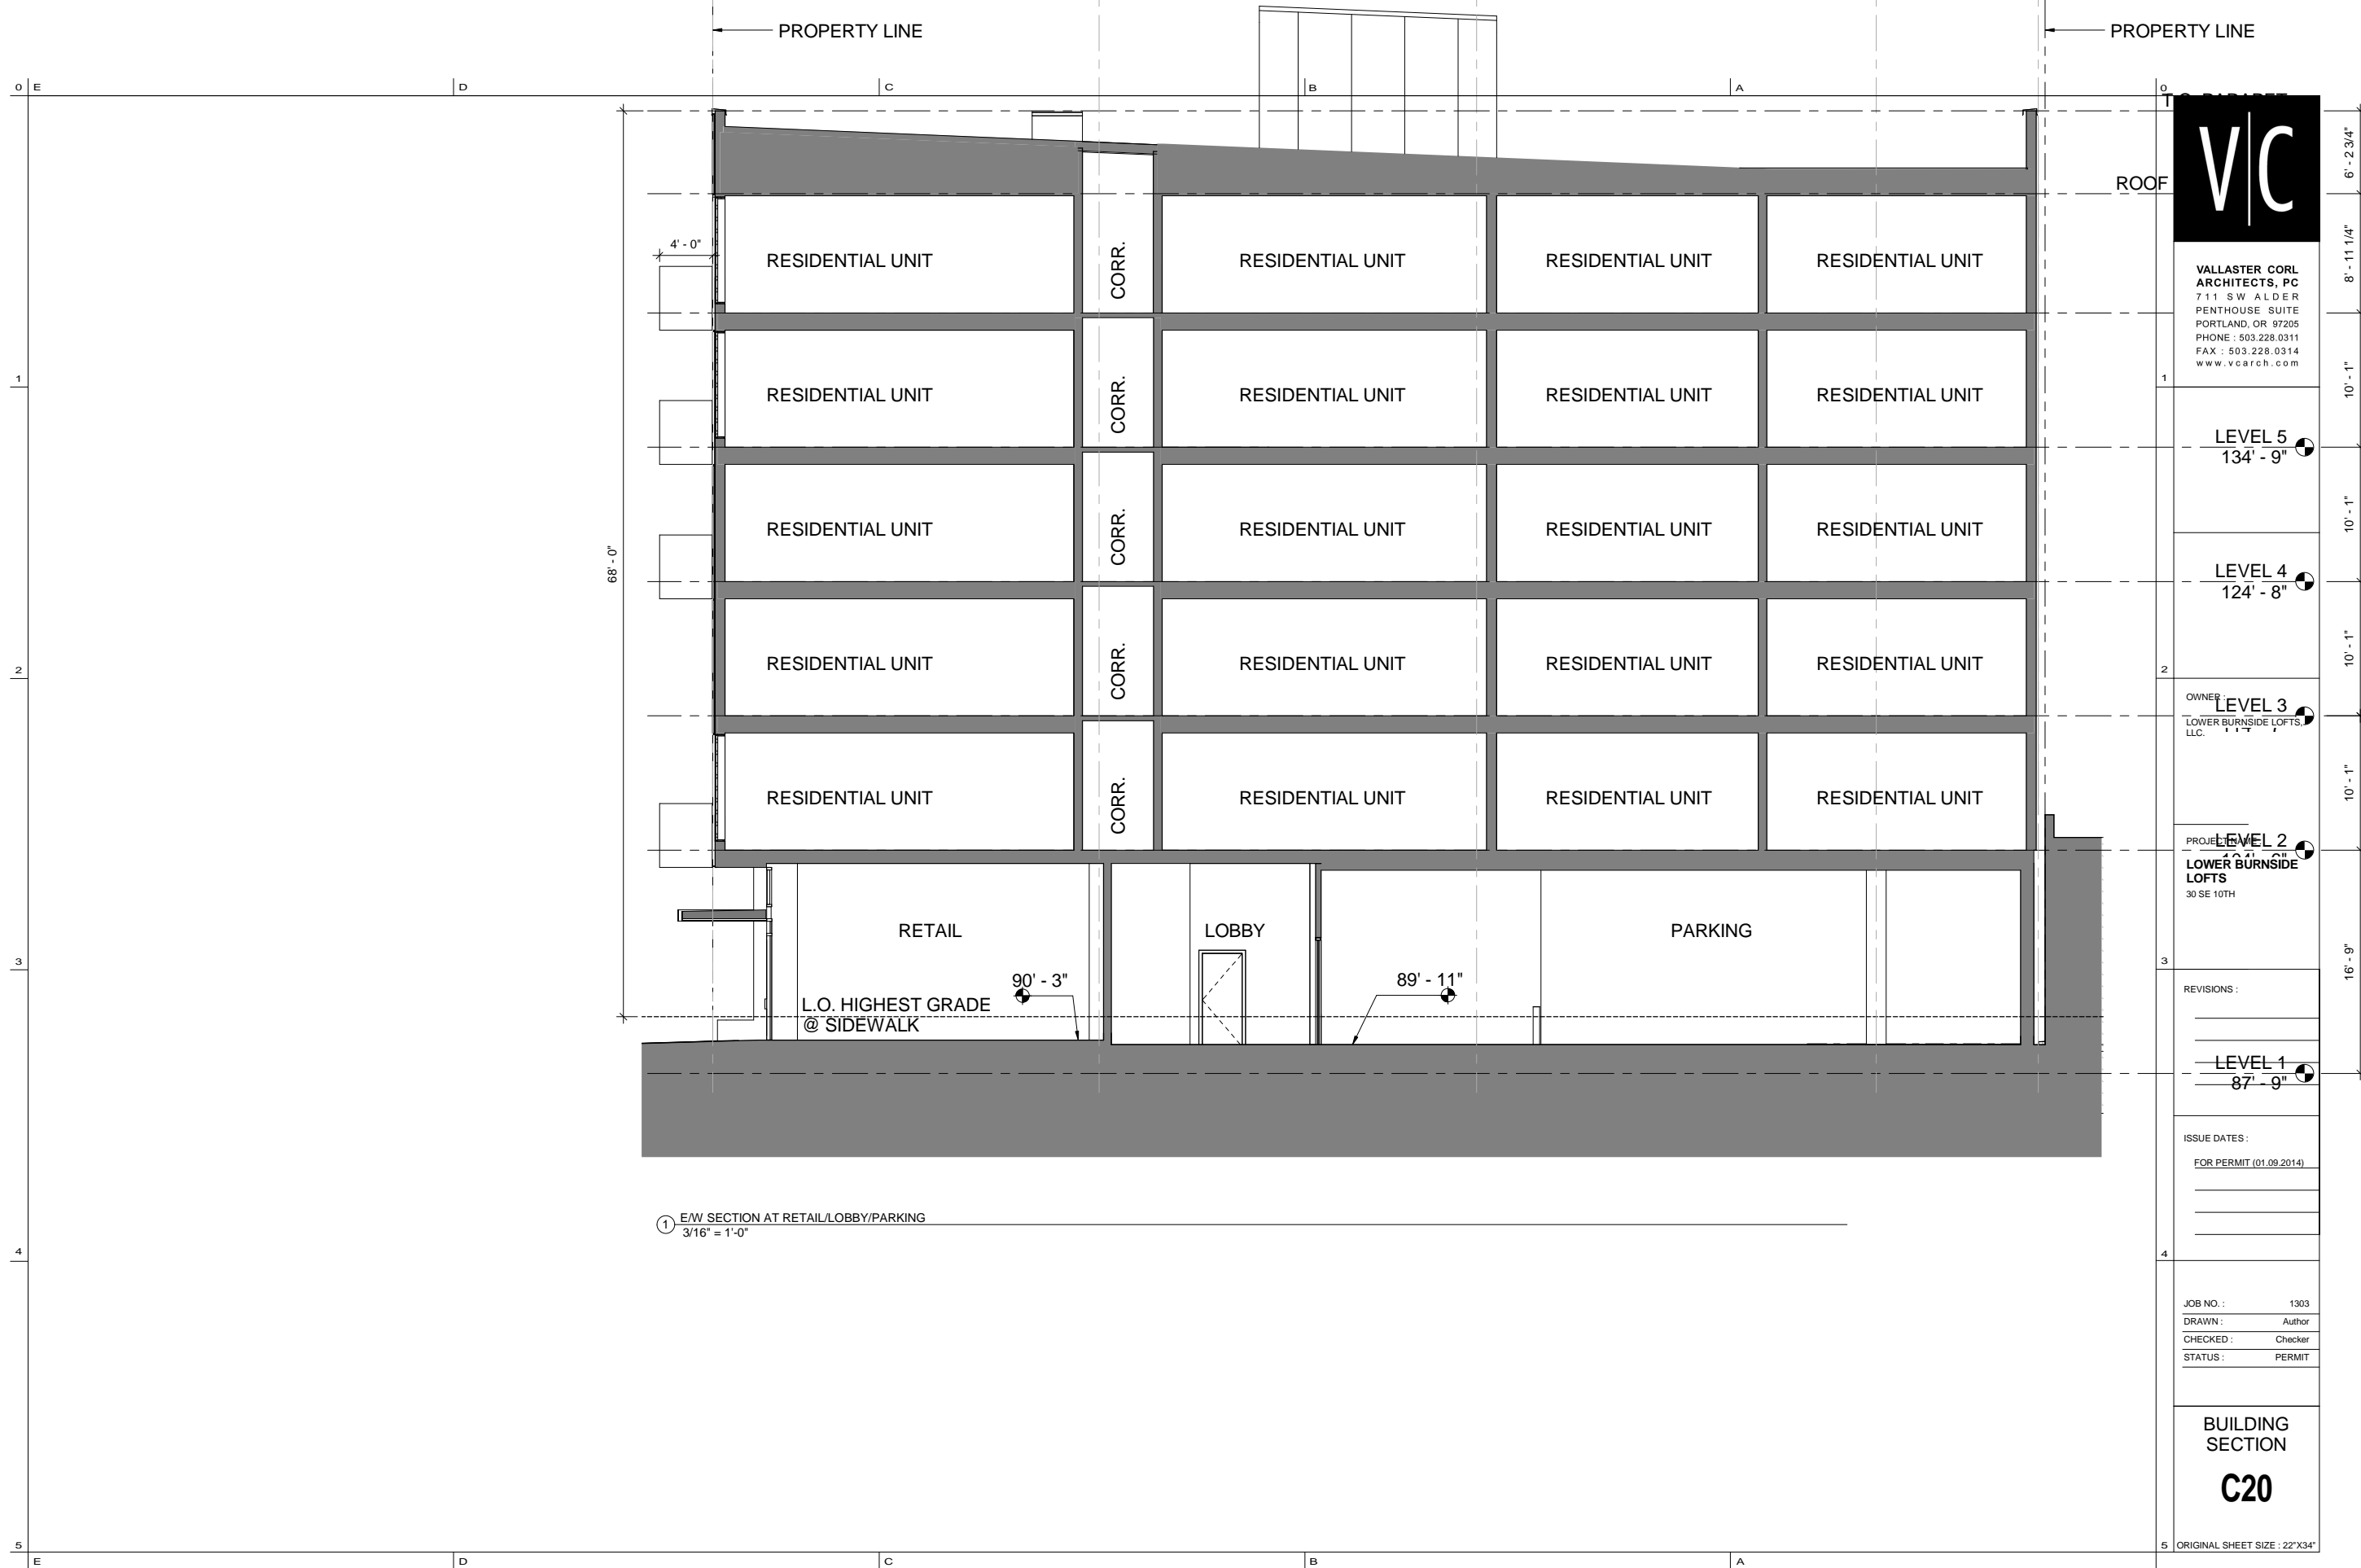 PROPERTY LINE
PROPERTY LINE
0 E
D
C
B
A
0
ROOF
V|C
VALLASTER CORL
ARCHITECTS, PC
711 SW ALDER
PENTHOUSE SUITE
PORTLAND, OR 97205
PHONE : 503.228.0311
FAX : 503.228.0314
www.vcarch.com
6' - 2 3/4"
8' - 11 1/4"
10' - 1"
10' - 1"
10' - 1"
10' - 1"
16' - 9"
4' - 0"
68' - 0"
RESIDENTIAL UNIT
CORR.
RESIDENTIAL UNIT
RESIDENTIAL UNIT
RESIDENTIAL UNIT
1
1
RESIDENTIAL UNIT
CORR.
RESIDENTIAL UNIT
RESIDENTIAL UNIT
RESIDENTIAL UNIT
LEVEL 5
134' - 9"
RESIDENTIAL UNIT
CORR.
RESIDENTIAL UNIT
RESIDENTIAL UNIT
RESIDENTIAL UNIT
LEVEL 4
124' - 8"
RESIDENTIAL UNIT
CORR.
RESIDENTIAL UNIT
RESIDENTIAL UNIT
RESIDENTIAL UNIT
2
2
OWNER :
LEVEL 3
LOWER BURNSIDE LOFTS,
LLC.
RESIDENTIAL UNIT
CORR.
RESIDENTIAL UNIT
RESIDENTIAL UNIT
RESIDENTIAL UNIT
LEVEL 2
LOWER BURNSIDE
LOFTS
30 SE 10TH
RETAIL
LOBBY
PARKING
3
3
90' - 3"
89' - 11"
L.O. HIGHEST GRADE
@ SIDEWALK
REVISIONS :
LEVEL 1
87' - 9"
ISSUE DATES :
FOR PERMIT (01.09.2014)
1
E/W SECTION AT RETAIL/LOBBY/PARKING
3/16" = 1'-0"
4
4
JOB NO. : 1303
DRAWN : Author
CHECKED : Checker
STATUS : PERMIT
BUILDING
SECTION
C20
5
5
ORIGINAL SHEET SIZE : 22"X34"
E
D
C
B
A